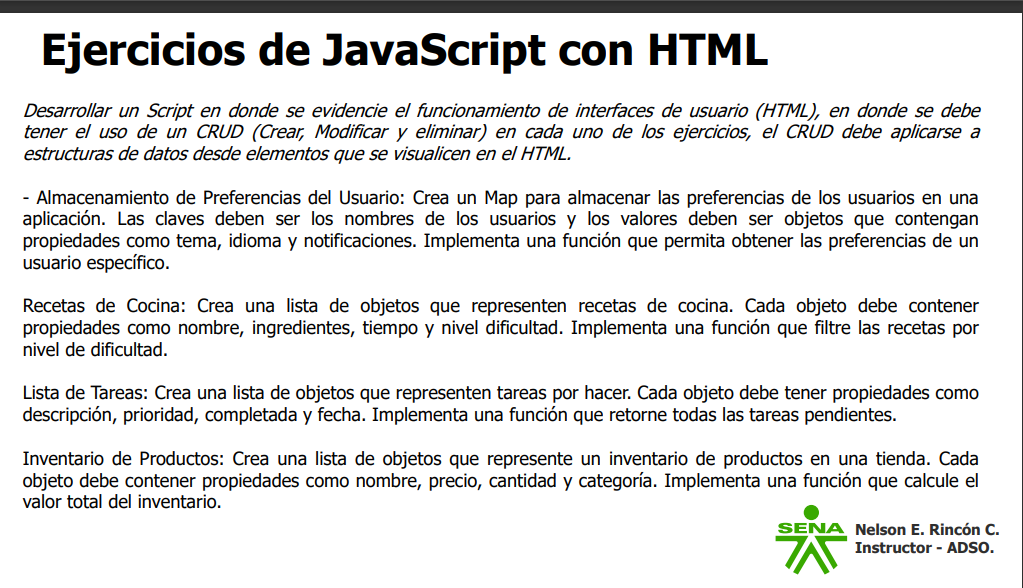 Ejercicios de JavaScript con HTML
Desarrollar un Script en donde se evidencie el funcionamiento de interfaces de usuario (HTML), en donde se debe
tener el uso de un CRUD (Crear, Modificar y eliminar) en cada uno de los ejercicios, el CRUD debe aplicarse a
estructuras de datos desde elementos que se visualicen en el HTML.
- Almacenamiento de Preferencias del Usuario: Crea un Map para almacenar las preferencias de los usuarios en una
aplicación. Las claves deben ser los nombres de los usuarios y los valores deben ser objetos que contengan
propiedades como tema, idioma y notificaciones. Implementa una función que permita obtener las preferencias de un
usuario específico.
Recetas de Cocina: Crea una lista de objetos que representen recetas de cocina. Cada objeto debe contener
propiedades como nombre, ingredientes, tiempo y nivel dificultad. Implementa una función que filtre las recetas por
nivel de dificultad.
Lista de Tareas: Crea una lista de objetos que representen tareas por hacer. Cada objeto debe tener propiedades como
descripción, prioridad, completada y fecha. Implementa una función que retorne todas las tareas pendientes.
Inventario de Productos: Crea una lista de objetos que represente un inventario de productos en una tienda. Cada
objeto debe contener propiedades como nombre, precio, cantidad y categoría. Implementa una función que calcule el
valor total del inventario.
SENA
Nelson E. Rincón C.
Instructor - ADSO.